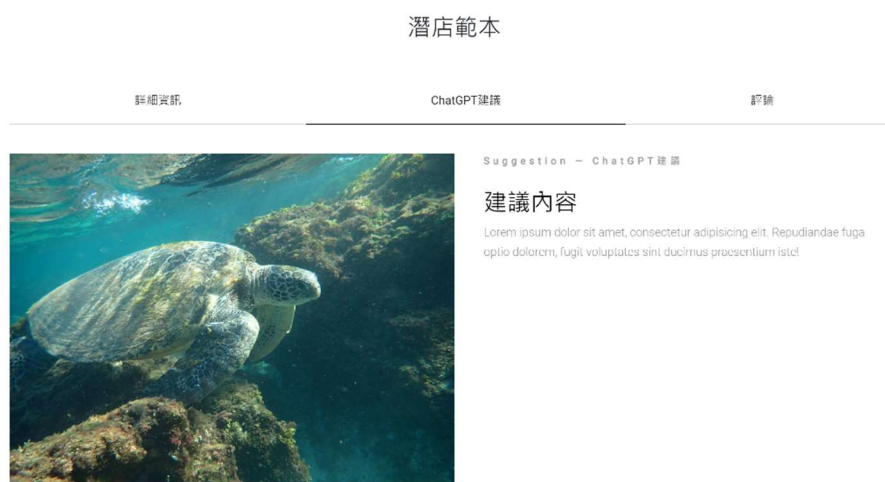 潛店範本
詳細資訊
ChatGPT建議
評論
Suggestion — ChatGPT建議
建議內容
Lorem ipsum dolor sit amet, consectetur adipisicing elit. Repudiandae fuga
optio dolorem, fugit voluptates sint ducimus praesentium iste!